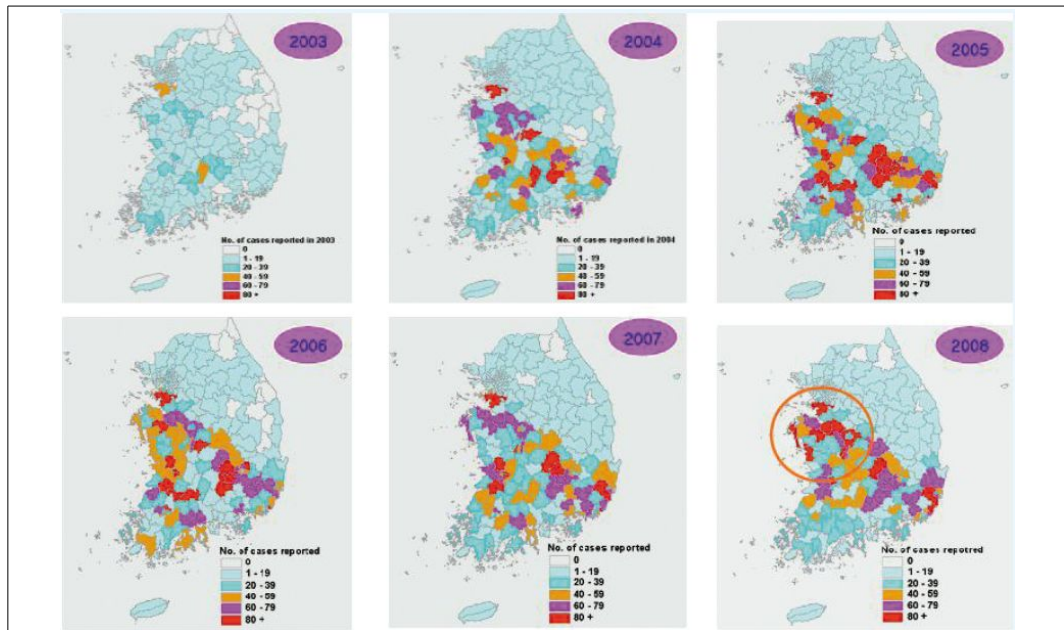 2003
No. of cases reported in 2003
0
1 - 19
20 - 39
40 - 59
60 - 79
80 +
2004
No. of cases reported in 2004
0
1 - 19
20 - 39
40 - 59
60 - 79
80 +
2005
No. of cases reported
0
1 - 19
20 - 39
40 - 59
60 - 79
80 +
2006
No. of cases reported
0
1 - 19
20 - 39
40 - 59
60 - 79
80 +
2007
No. of cases reported
0
1 - 19
20 - 39
40 - 59
60 - 79
80 +
2008
No. of cases repotred
0
1 - 19
20 - 39
40 - 59
60 - 79
80 +